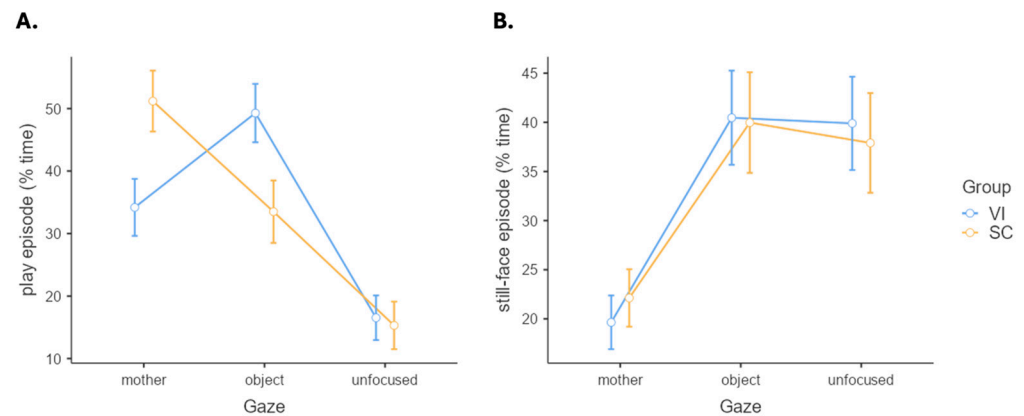 A.
play episode (% time)
50
40
30
20
10
mother object unfocused
Gaze
B.
still-face episode (% time)
45
40
35
30
25
20
mother object unfocused
Gaze
Group
VI
SC